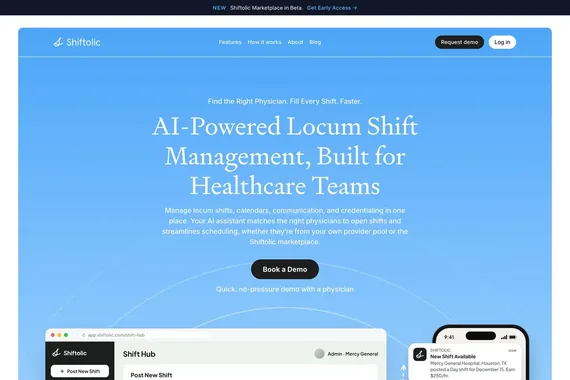 NEW Shiftolic Marketplace in Beta. Get Early Access →
Shiftolic Features How it works About Blog Request demo Log in
Find the Right Physician. Fill Every Shift. Faster.
AI-Powered Locum Shift
Management, Built for
Healthcare Teams
Manage locum shifts, calendars, communication, and credentialing in one
place. Your AI assistant matches the right physicians to open shifts and
streamlines scheduling, whether they're from your own provider pool or the
Shiftolic marketplace.
Book a Demo
Quick, no-pressure demo with a physician
app.shiftolic.com/shift-hub
Shiftolic
Shift Hub
Admin · Mercy General
+ Post New Shift
Post New Shift
9:41
SHIFTOLIC now
New Shift Available
Mercy General Hospital, Houston, TX
posted a Day shift for December 15. Earn
$250/hr.